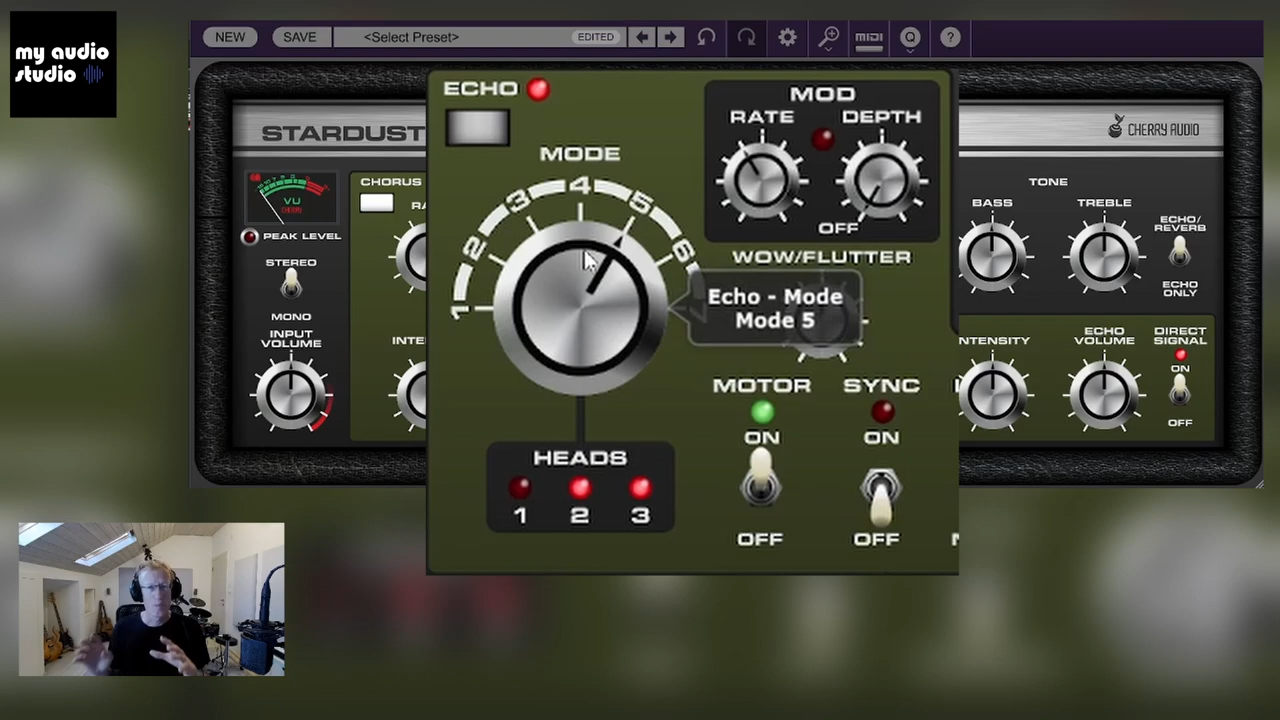 my audio
studio
NEW
SAVE
<Select Preset>
EDITED
MIDI
Q
?
STARDUST
CHERRY AUDIO
VU
PEAK LEVEL
STEREO
MONO
INPUT
VOLUME
CHORUS
ECHO
MODE
1
2
3
4
5
6
HEADS
1
2
3
MOD
RATE
DEPTH
OFF
WOW/FLUTTER
Echo - Mode
Mode 5
MOTOR
ON
OFF
SYNC
ON
OFF
TONE
BASS
TREBLE
ECHO/
REVERB
ECHO
ONLY
NTENSITY
ECHO
VOLUME
DIRECT
SIGNAL
ON
OFF